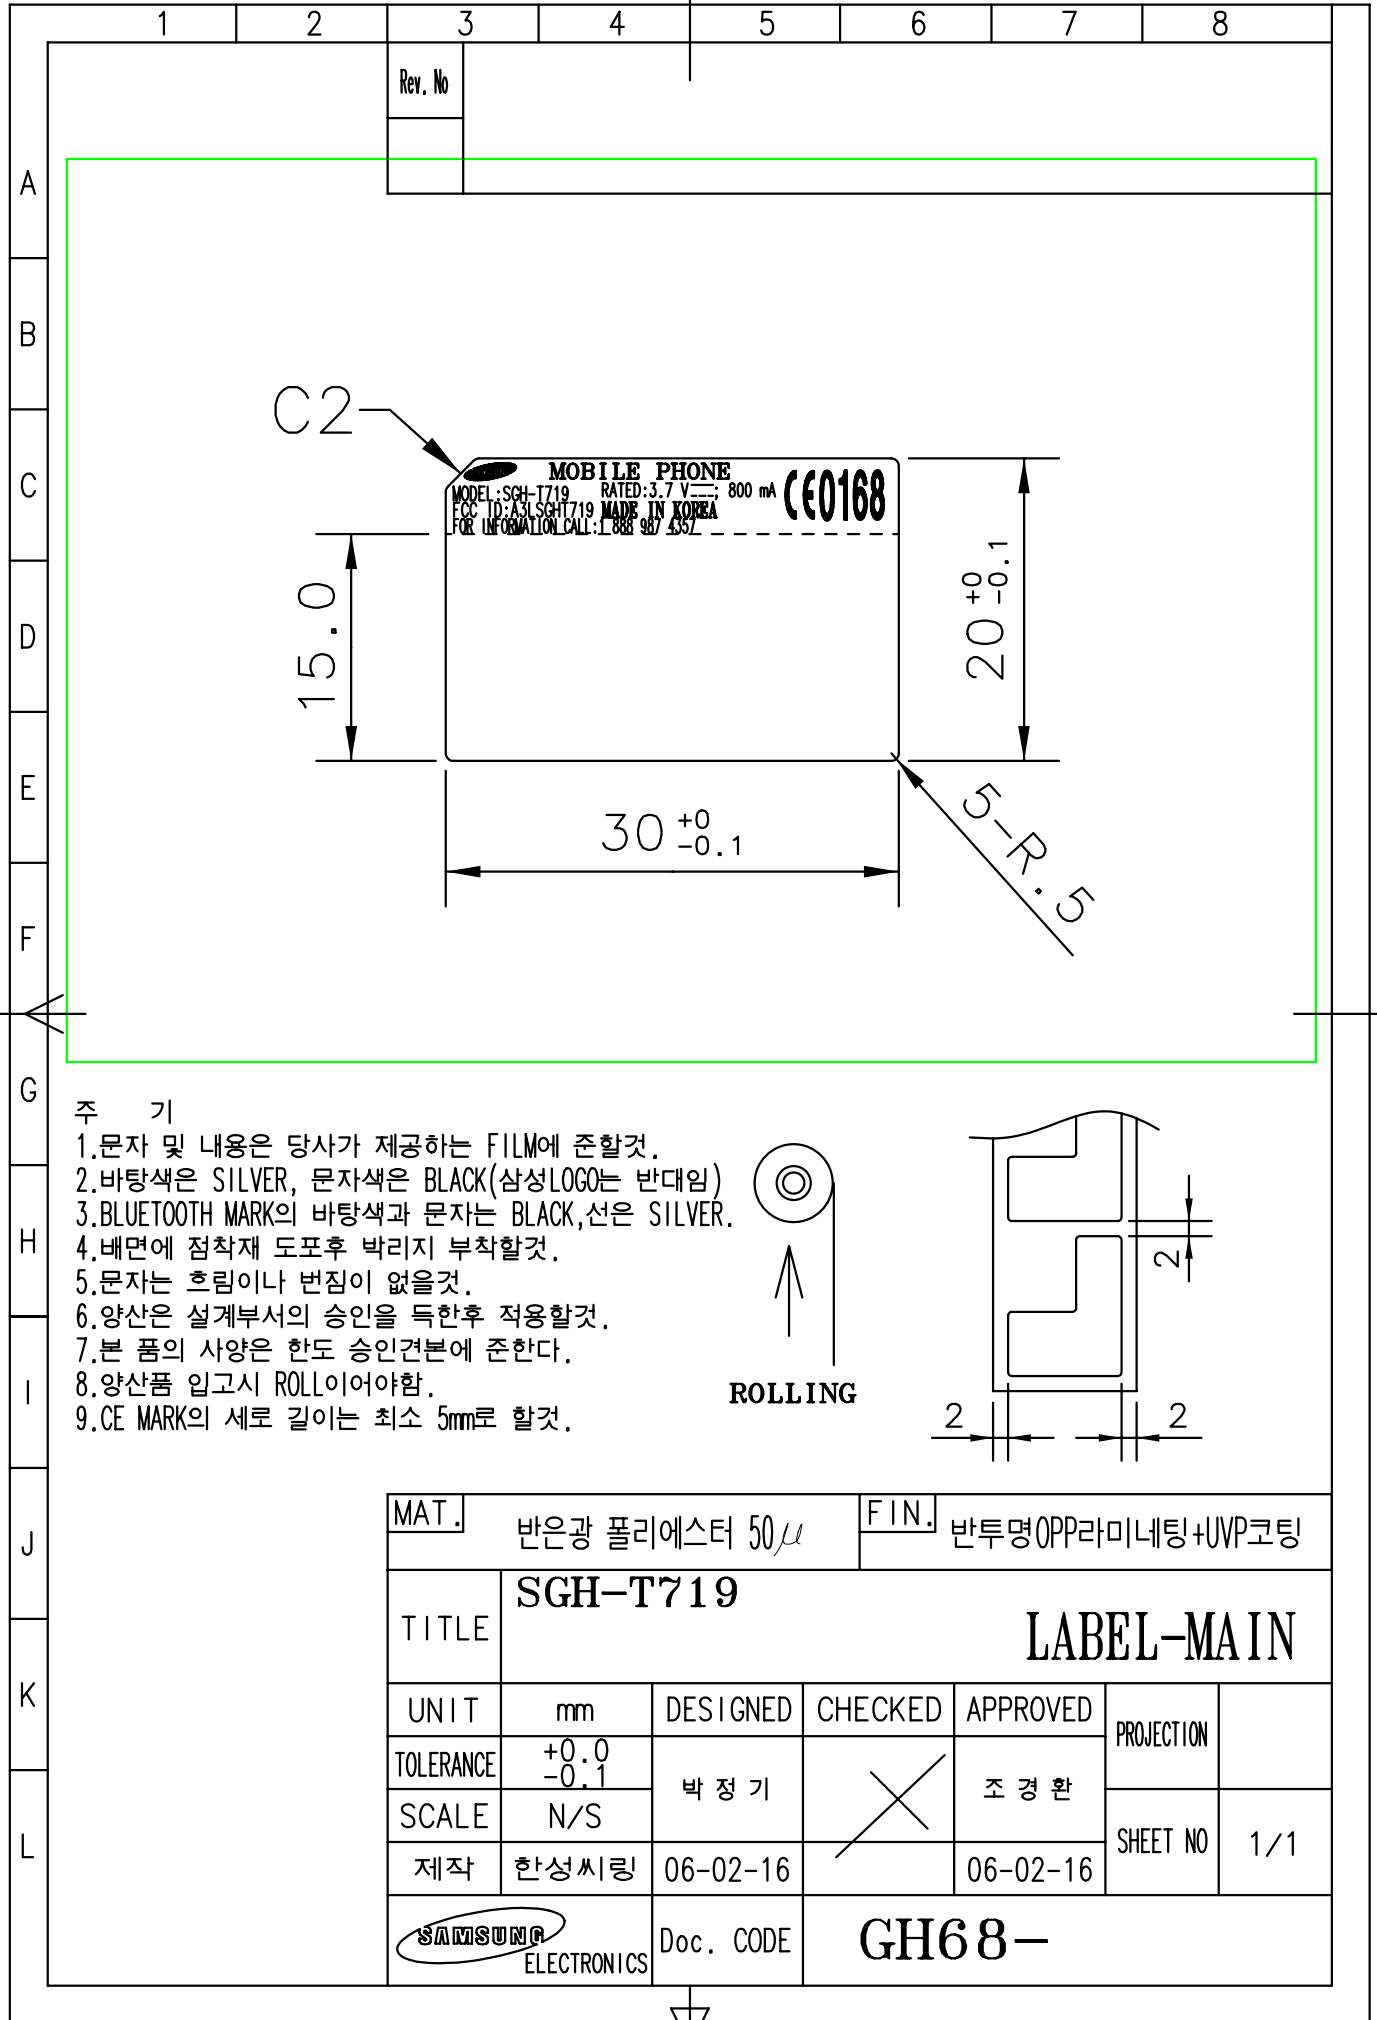 1 2 3 4 5 6 7 8
Rev. No
A
B
C
D
E
F
G
H
I
J
K
L
C2
MOBILE PHONE
MODEL:SGH-T719 RATED:3.7 V⎓; 800 mA
FCC ID:A3LSGHT719 MADE IN KOREA
FOR INFORMATION CALL:1 888 987 4357
CE0168
15.0
20 +0 -0.1
30 +0 -0.1
5-R.5
주 기
1.문자 및 내용은 당사가 제공하는 FILM에 준할것.
2.바탕색은 SILVER, 문자색은 BLACK(삼성LOGO는 반대임)
3.BLUETOOTH MARK의 바탕색과 문자는 BLACK,선은 SILVER.
4.배면에 점착재 도포후 박리지 부착할것.
5.문자는 흐림이나 번짐이 없을것.
6.양산은 설계부서의 승인을 득한후 적용할것.
7.본 품의 사양은 한도 승인견본에 준한다.
8.양산품 입고시 ROLL이어야함.
9.CE MARK의 세로 길이는 최소 5mm로 할것.
ROLLING
2
2 2
MAT. 반은광 폴리에스터 50μ FIN. 반투명OPP라미네팅+UVP코팅
TITLE SGH-T719
LABEL-MAIN
UNIT mm DESIGNED CHECKED APPROVED PROJECTION
TOLERANCE +0.0 -0.1 박 정 기 조 경 환
SCALE N/S SHEET NO 1/1
제작 한성씨링 06-02-16 06-02-16
SAMSUNG ELECTRONICS Doc. CODE GH68-